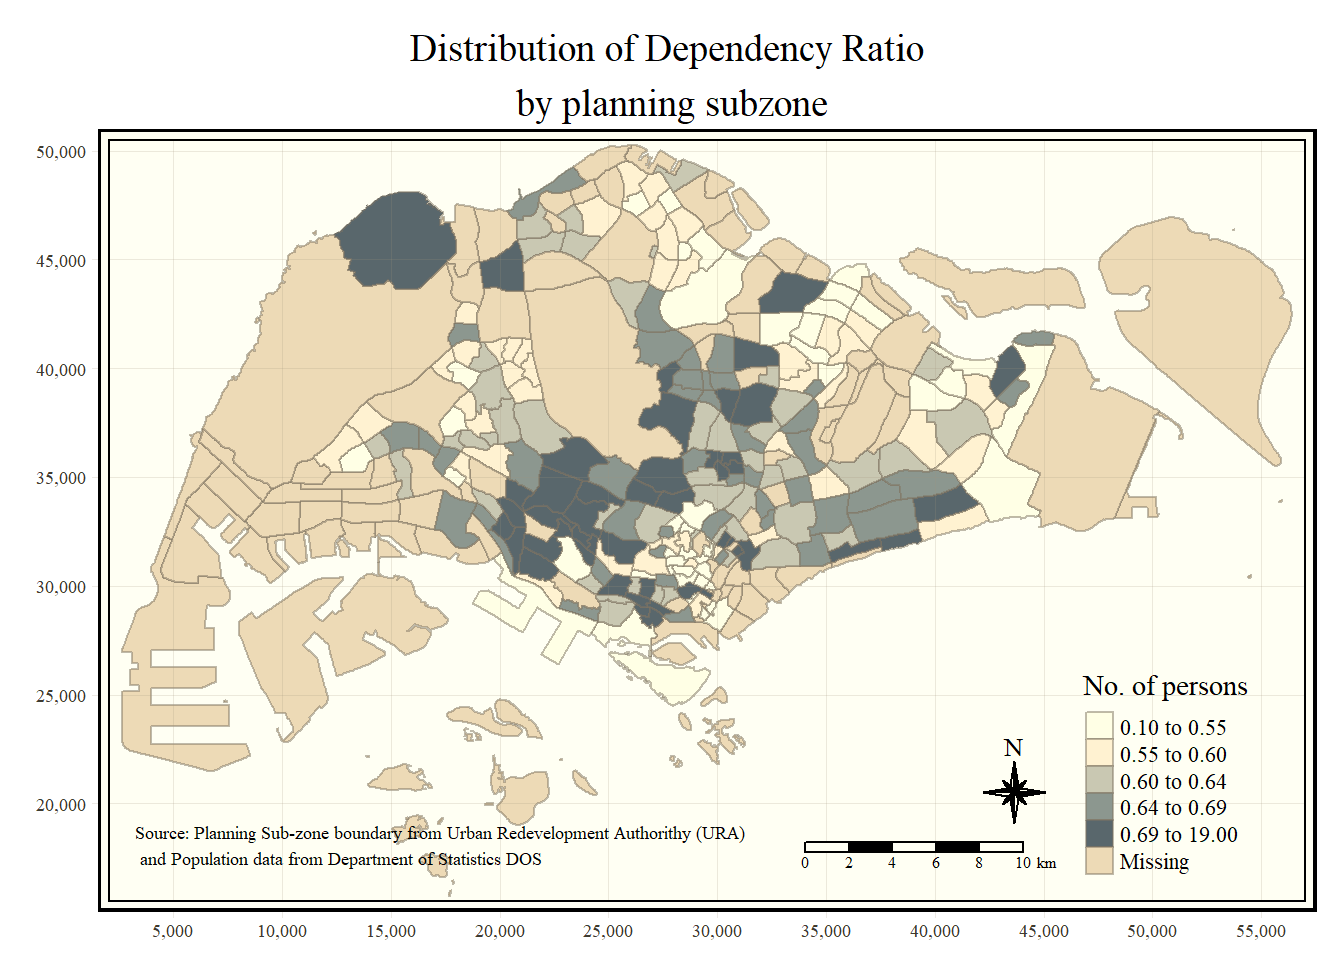 Distribution of Dependency Ratio
by planning subzone
50,000
45,000
40,000
35,000
30,000
25,000
20,000
No. of persons
0.10 to 0.55
0.55 to 0.60
0.60 to 0.64
0.64 to 0.69
0.69 to 19.00
Missing
N
Source: Planning Sub-zone boundary from Urban Redevelopment Authorithy (URA)
and Population data from Department of Statistics DOS
0 2 4 6 8 10 km
5,000 10,000 15,000 20,000 25,000 30,000 35,000 40,000 45,000 50,000 55,000